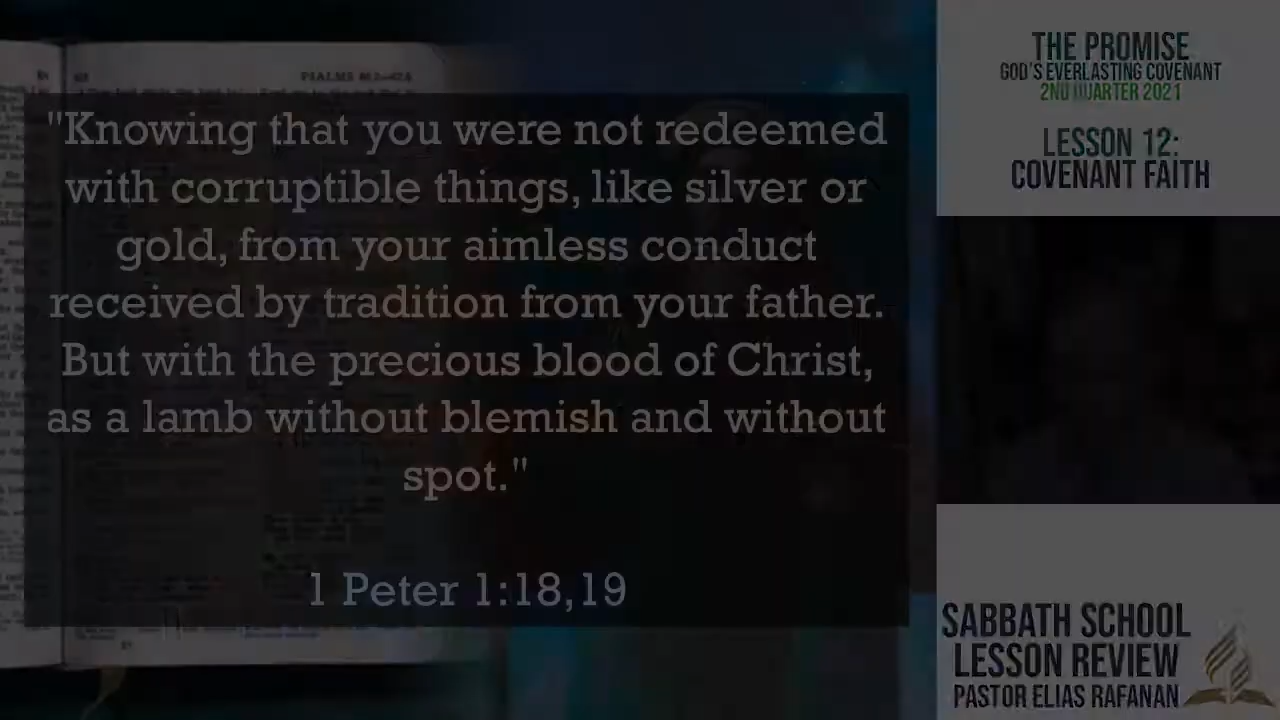 PSALMS
"Knowing that you were not redeemed
with corruptible things, like silver or
gold, from your aimless conduct
received by tradition from your father.
But with the precious blood of Christ,
as a lamb without blemish and without
spot."
1 Peter 1:18,19
THE PROMISE
GOD'S EVERLASTING COVENANT
2ND QUARTER 2021
LESSON 12:
COVENANT FAITH
SABBATH SCHOOL
LESSON REVIEW
PASTOR ELIAS RAFANAN